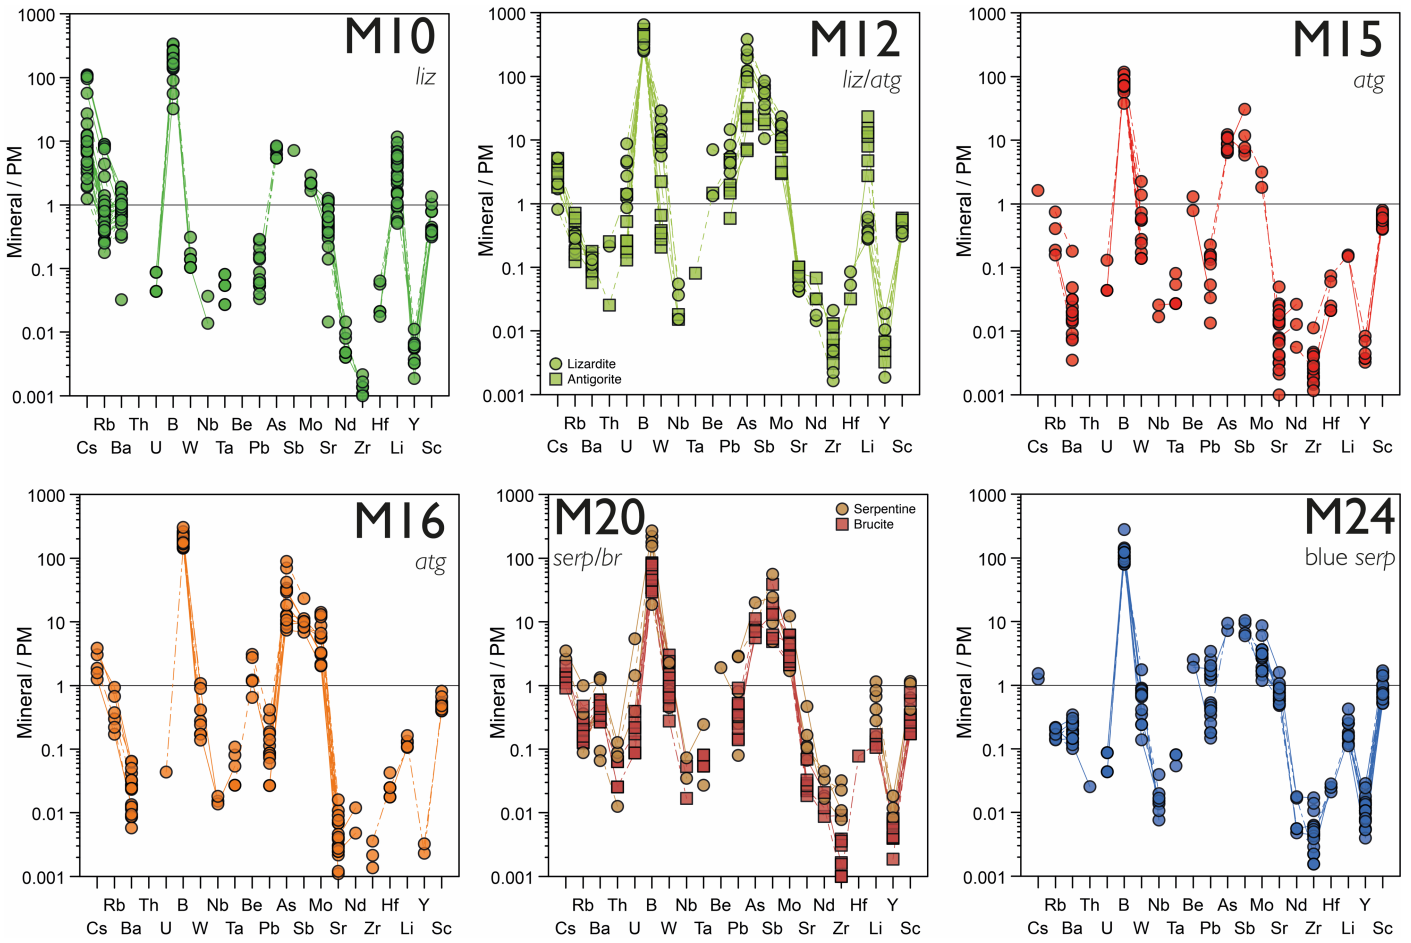 1000
100
10
1
0.1
0.01
0.001
Mineral / PM
M10
liz
Rb Th B Nb Be As Mo Nd Hf Y
Cs Ba U W Ta Pb Sb Sr Zr Li Sc
1000
100
10
1
0.1
0.01
0.001
Mineral / PM
M12
liz/atg
Lizardite
Antigorite
Rb Th B Nb Be As Mo Nd Hf Y
Cs Ba U W Ta Pb Sb Sr Zr Li Sc
1000
100
10
1
0.1
0.01
0.001
Mineral / PM
M15
atg
Rb Th B Nb Be As Mo Nd Hf Y
Cs Ba U W Ta Pb Sb Sr Zr Li Sc
1000
100
10
1
0.1
0.01
0.001
Mineral / PM
M16
atg
Rb Th B Nb Be As Mo Nd Hf Y
Cs Ba U W Ta Pb Sb Sr Zr Li Sc
1000
100
10
1
0.1
0.01
0.001
Mineral / PM
M20
serp/br
Serpentine
Brucite
Rb Th B Nb Be As Mo Nd Hf Y
Cs Ba U W Ta Pb Sb Sr Zr Li Sc
1000
100
10
1
0.1
0.01
0.001
Mineral / PM
M24
blue serp
Rb Th B Nb Be As Mo Nd Hf Y
Cs Ba U W Ta Pb Sb Sr Zr Li Sc